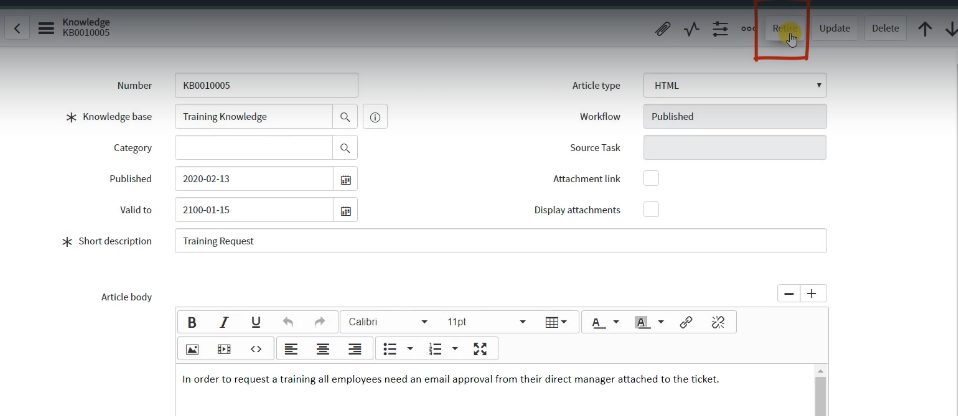 Knowledge
KB0010005
Retire Update Delete
Number KB0010005 Article type HTML
Knowledge base Training Knowledge Workflow Published
Category Source Task
Published 2020-02-13 Attachment link
Valid to 2100-01-15 Display attachments
Short description Training Request
Article body
B I U Calibri 11pt A A
In order to request a training all employees need an email approval from their direct manager attached to the ticket.